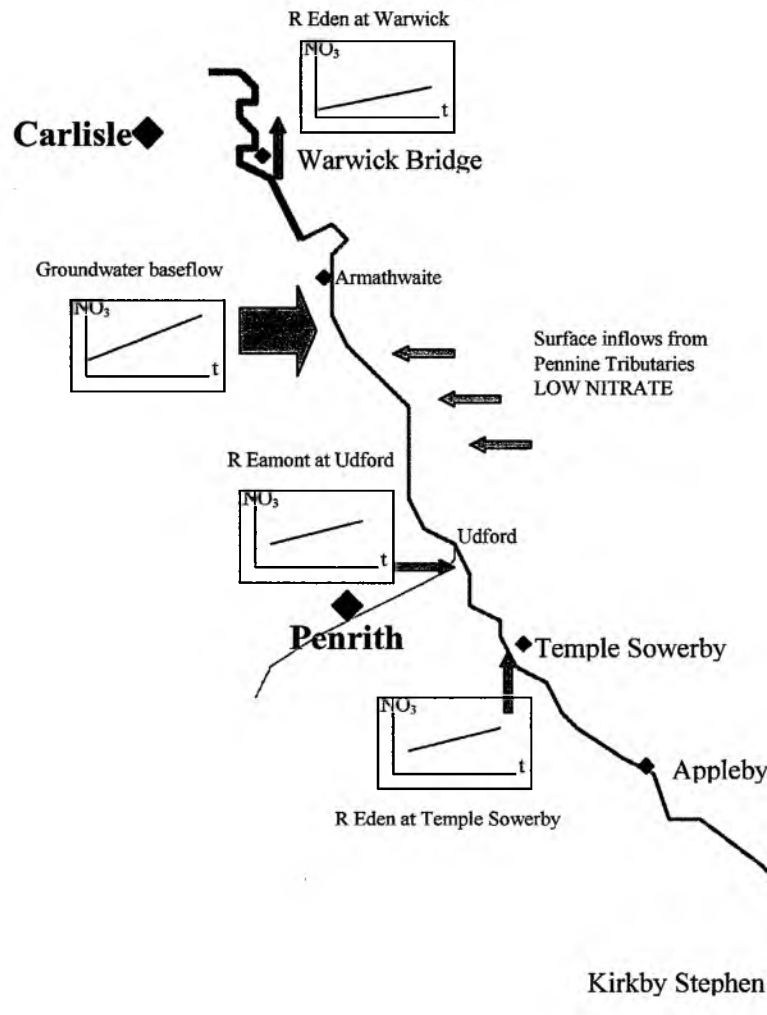 R Eden at Warwick
NO₃
t
Carlisle
Warwick Bridge
Groundwater baseflow
NO₃
t
Armathwaite
Surface inflows from
Pennine Tributaries
LOW NITRATE
R Eamont at Udford
NO₃
t
Udford
Penrith
Temple Sowerby
NO₃
t
Appleby
R Eden at Temple Sowerby
Kirkby Stephen